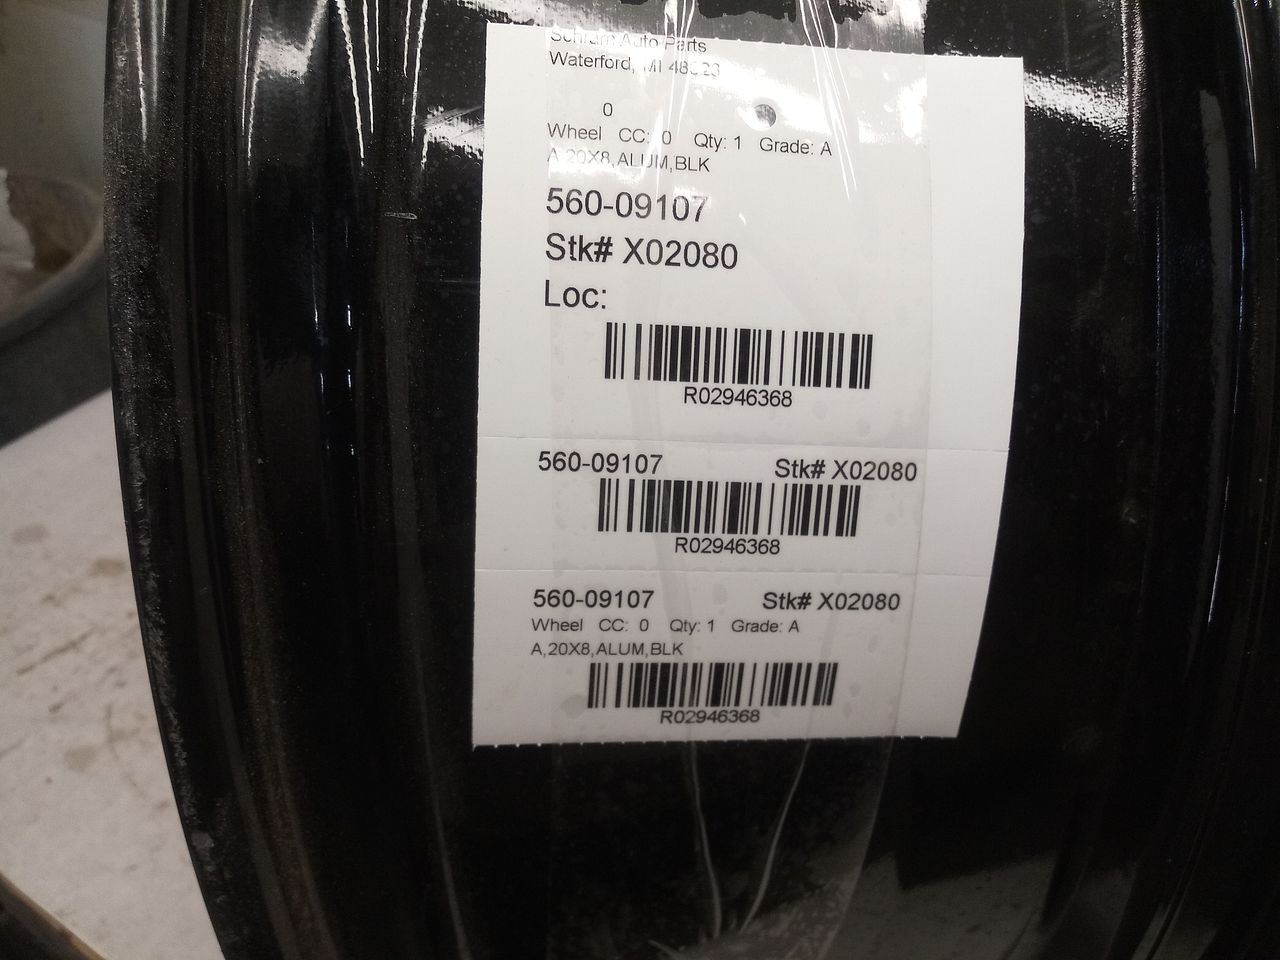 Schram Auto Parts
Waterford, MI
0
Wheel CC: 0 Qty: 1 Grade: A
A,20X8,ALUM,BLK
560-09107
Stk# X02080
Loc:
R02946368
560-09107 Stk# X02080
R02946368
560-09107 Stk# X02080
Wheel CC: 0 Qty: 1 Grade: A
A,20X8,ALUM,BLK
R02946368